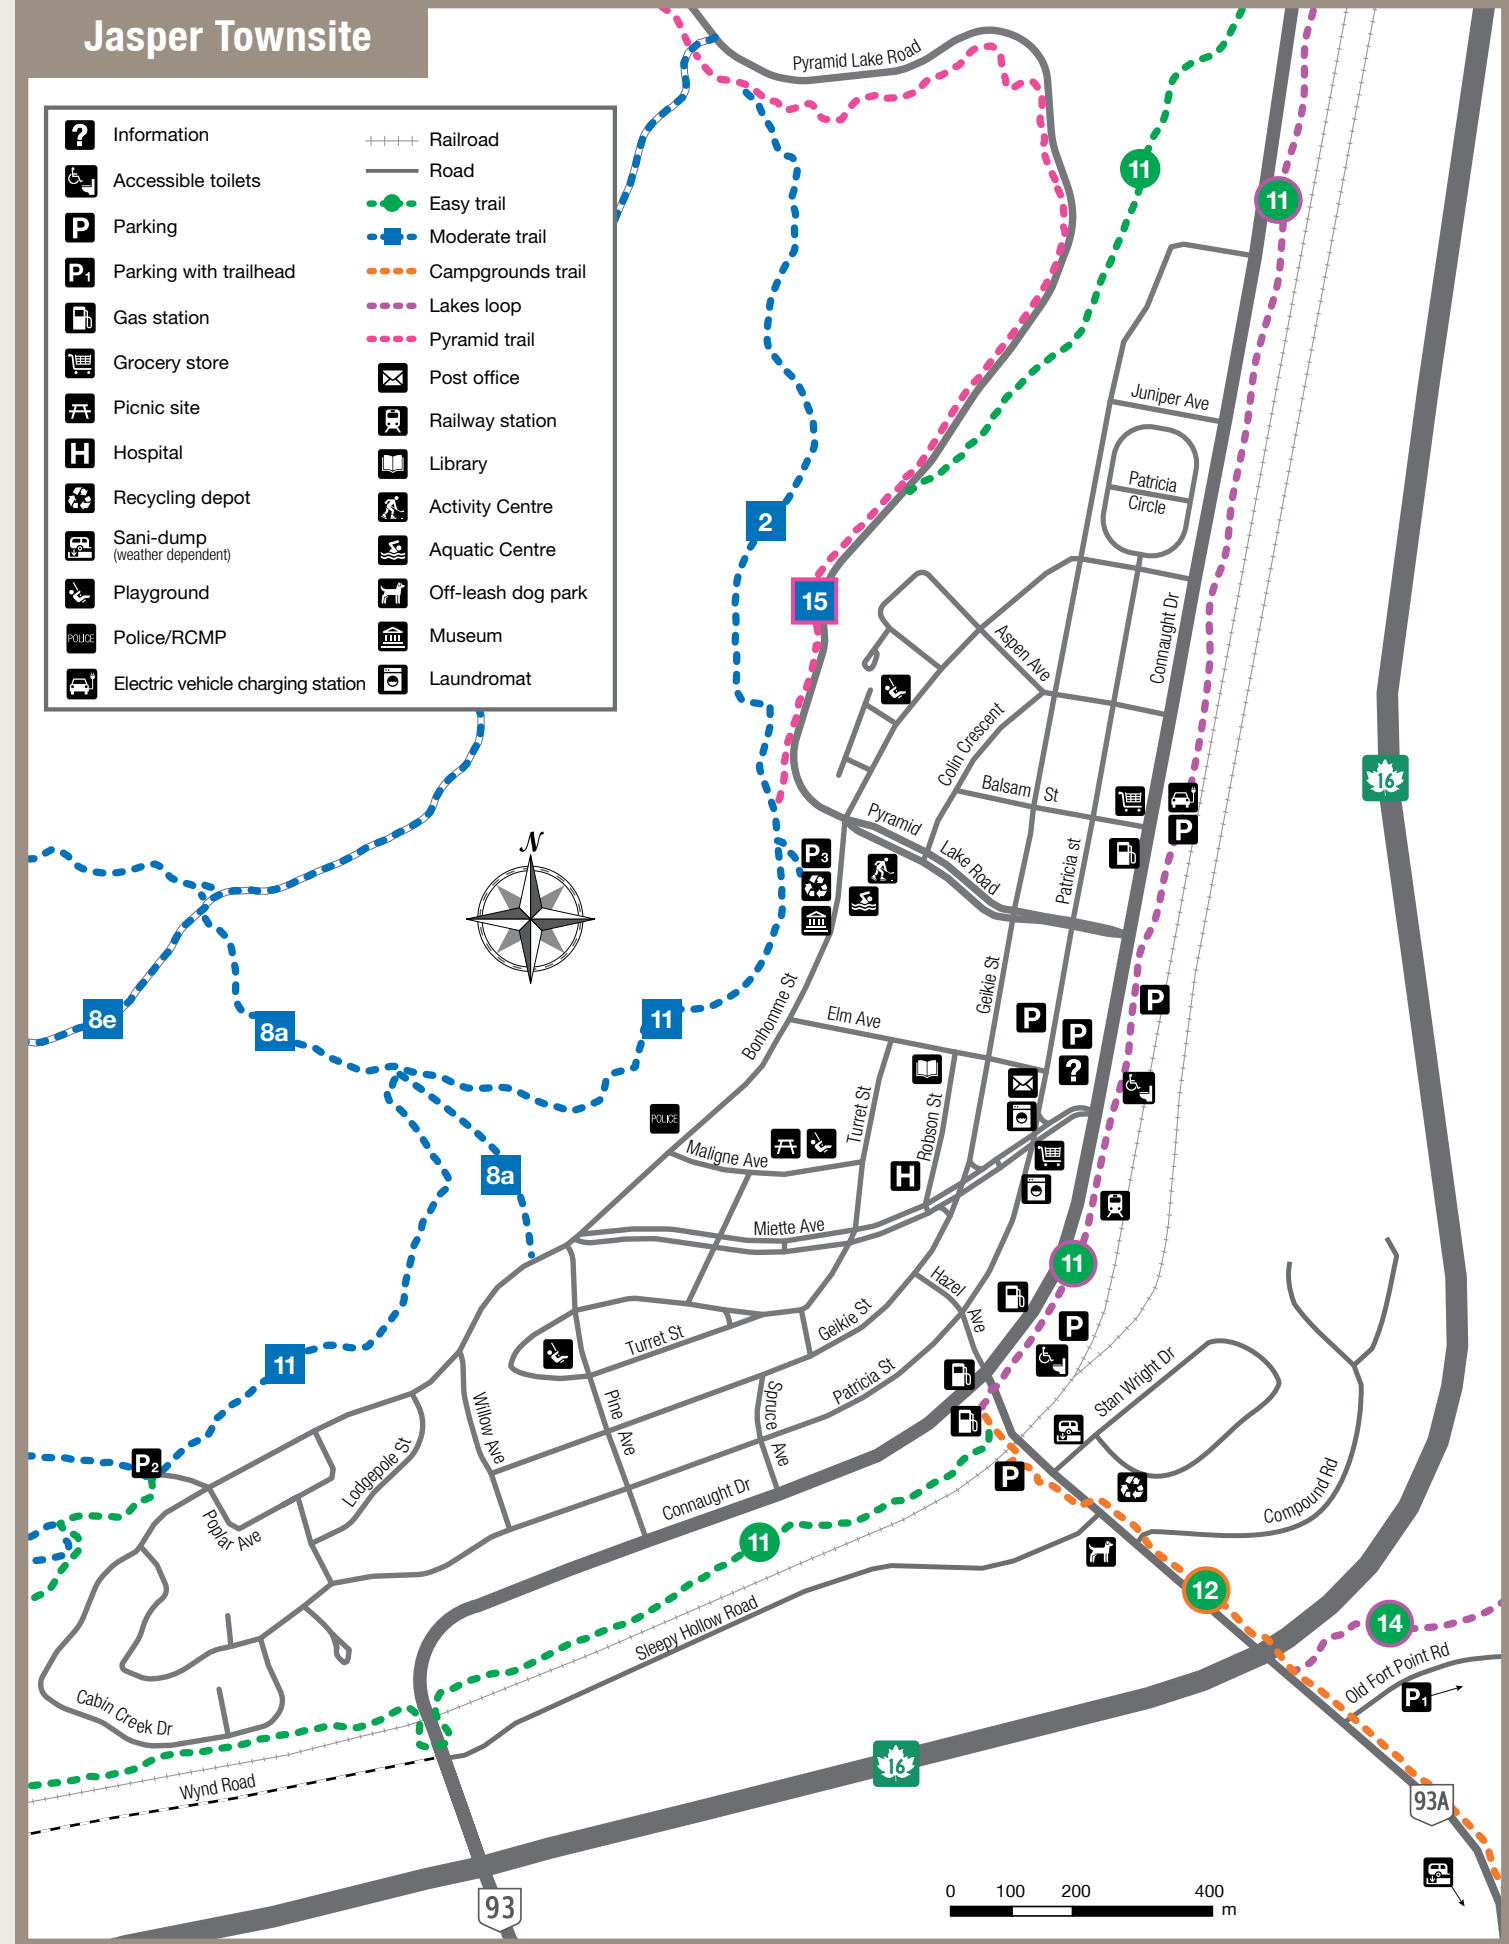 Jasper Townsite
Information
Accessible toilets
P Parking
P1 Parking with trailhead
Gas station
Grocery store
Picnic site
H Hospital
Recycling depot
Sani-dump
(weather dependent)
Playground
POLICE Police/RCMP
Electric vehicle charging station
Railroad
Road
Easy trail
Moderate trail
Campgrounds trail
Lakes loop
Pyramid trail
Post office
Railway station
Library
Activity Centre
Aquatic Centre
Off-leash dog park
Museum
Laundromat
? 
Pyramid Lake Road
11
11
Juniper Ave
Patricia
Circle
2
15
Aspen Ave
Connaught Dr
Colin Crescent
Balsam St
16
P
Pyramid
Lake Road
Patricia st
N
P3
8e
8a
11
Geikie St
P
P
P
?
Bonhomme St
Elm Ave
Turret St
Robson St
POLICE
Maligne Ave
H
8a
Miette Ave
11
Hazel
Ave
P
Geikie St
Turret St
11
Patricia St
Stan Wright Dr
Willow Ave
Pine
Ave
Spruce
Ave
P2
Lodgepole St
Poplar Ave
Connaught Dr
P
Compound Rd
11
12
14
Sleepy Hollow Road
Old Fort Point Rd
P1
Cabin Creek Dr
16
Wynd Road
93A
93
0 100 200 400
m